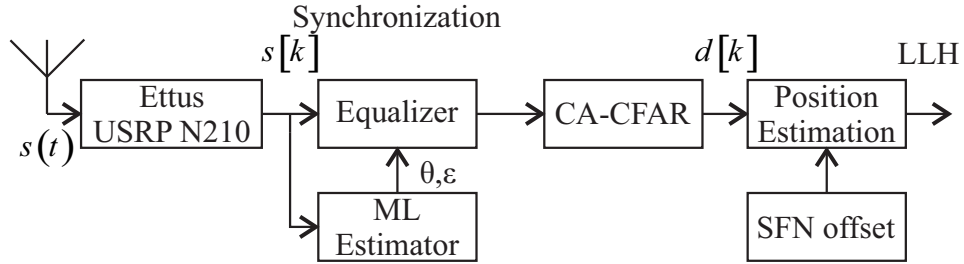 Synchronization
s[k]
d[k]
LLH
Ettus
USRP N210
Equalizer
CA-CFAR
Position
Estimation
s(t)
θ,ε
ML
Estimator
SFN offset